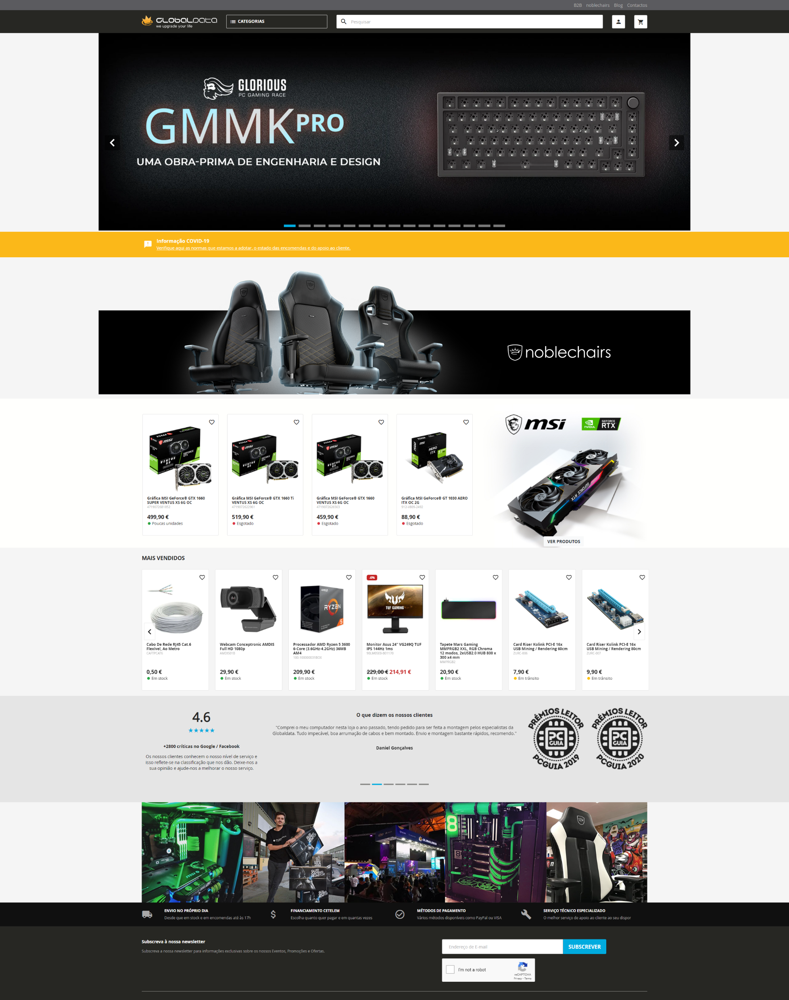 B2B noblechairs Blog Contactos
GLOBALDATA
we upgrade your life
CATEGORIAS
Pesquisar
GLORIOUS
PC GAMING RACE
GMMK PRO
UMA OBRA-PRIMA DE ENGENHARIA E DESIGN
Informação COVID-19
Verifique aqui as normas que estamos a adotar, o estado das encomendas e do apoio ao cliente.
noblechairs
msi
NVIDIA
GEFORCE
RTX
Gráfica MSI GeForce® GTX 1660
SUPER VENTUS XS 6G OC
4719072681852
499,90 €
Poucas unidades
Gráfica MSI GeForce® GTX 1660 Ti
VENTUS XS 6G OC
4719072622961
519,90 €
Esgotado
Gráfica MSI GeForce® GTX 1660
VENTUS XS 6G OC
4719072626563
459,90 €
Esgotado
Gráfica MSI GeForce® GT 1030 AERO
ITX OC 2G
912-V809-2492
88,90 €
Esgotado
GEFORCE RTX
VER PRODUTOS
MAIS VENDIDOS
Cabo De Rede RJ45 Cat.6
Flexível, Ao Metro
CAFTPCAT6
0,50 €
Em stock
Webcam Conceptronic AMDIS
Full HD 1080p
AMDIS01B
29,90 €
Em stock
AMD
RYZEN
5
Processador AMD Ryzen 5 3600
6-Core (3.6GHz-4.2GHz) 36MB
AM4
100-100000031BOX
209,90 €
Em stock
-6%
TUF GAMING
Monitor Asus 24" VG249Q TUF
IPS 144Hz 1ms
90LM05E0-B01170
229,00 € 214,91 €
Em stock
Tapete Mars Gaming
MMPRGB2 XXL, RGB Chroma
12 modos, 2xUSB2.0 HUB 800 x
300 x4 mm
MMPRGB2
20,90 €
Em stock
Card Riser Kolink PCI-E 16x
USB Mining / Rendering 60cm
ZURC-006
7,90 €
Em trânsito
Card Riser Kolink PCI-E 16x
USB Mining / Rendering 80cm
ZURC-007
9,90 €
Em trânsito
4.6
+2800 críticas no Google / Facebook
Os nossos clientes conhecem o nosso nível de serviço e
isso reflete-se na classificação que nos dão. Deixe-nos a
sua opinião e ajude-nos a melhorar o nosso serviço.
O que dizem os nossos clientes
"Comprei o meu computador nesta loja o ano passado, tendo pedido para ser feita a montagem pelos especialistas da
Globaldata. Tudo impecável, boa arrumação de cabos e bem montado. Envio e montagem bastante rápidos, recomendo."
Daniel Gonçalves
PRÉMIOS LEITOR
PC
GUIA
PCGUIA 2019
PRÉMIOS LEITOR
PC
GUIA
PCGUIA 2020
ENVIO NO PRÓPRIO DIA
Desde que em stock e em encomendas até às 17h
FINANCIAMENTO CETELEM
Escolha quanto quer pagar e em quantas vezes
MÉTODOS DE PAGAMENTO
Vários métodos disponíveis como PayPal ou VISA
SERVIÇO TÉCNICO ESPECIALIZADO
O melhor serviço de apoio ao cliente ao seu dispor
Subscreva à nossa newsletter
Subscreva a nossa newsletter para informações exclusivas sobre os nossos Eventos, Promoções e Ofertas.
Endereço de E-mail
SUBSCREVER
I'm not a robot
reCAPTCHA
Privacy - Terms